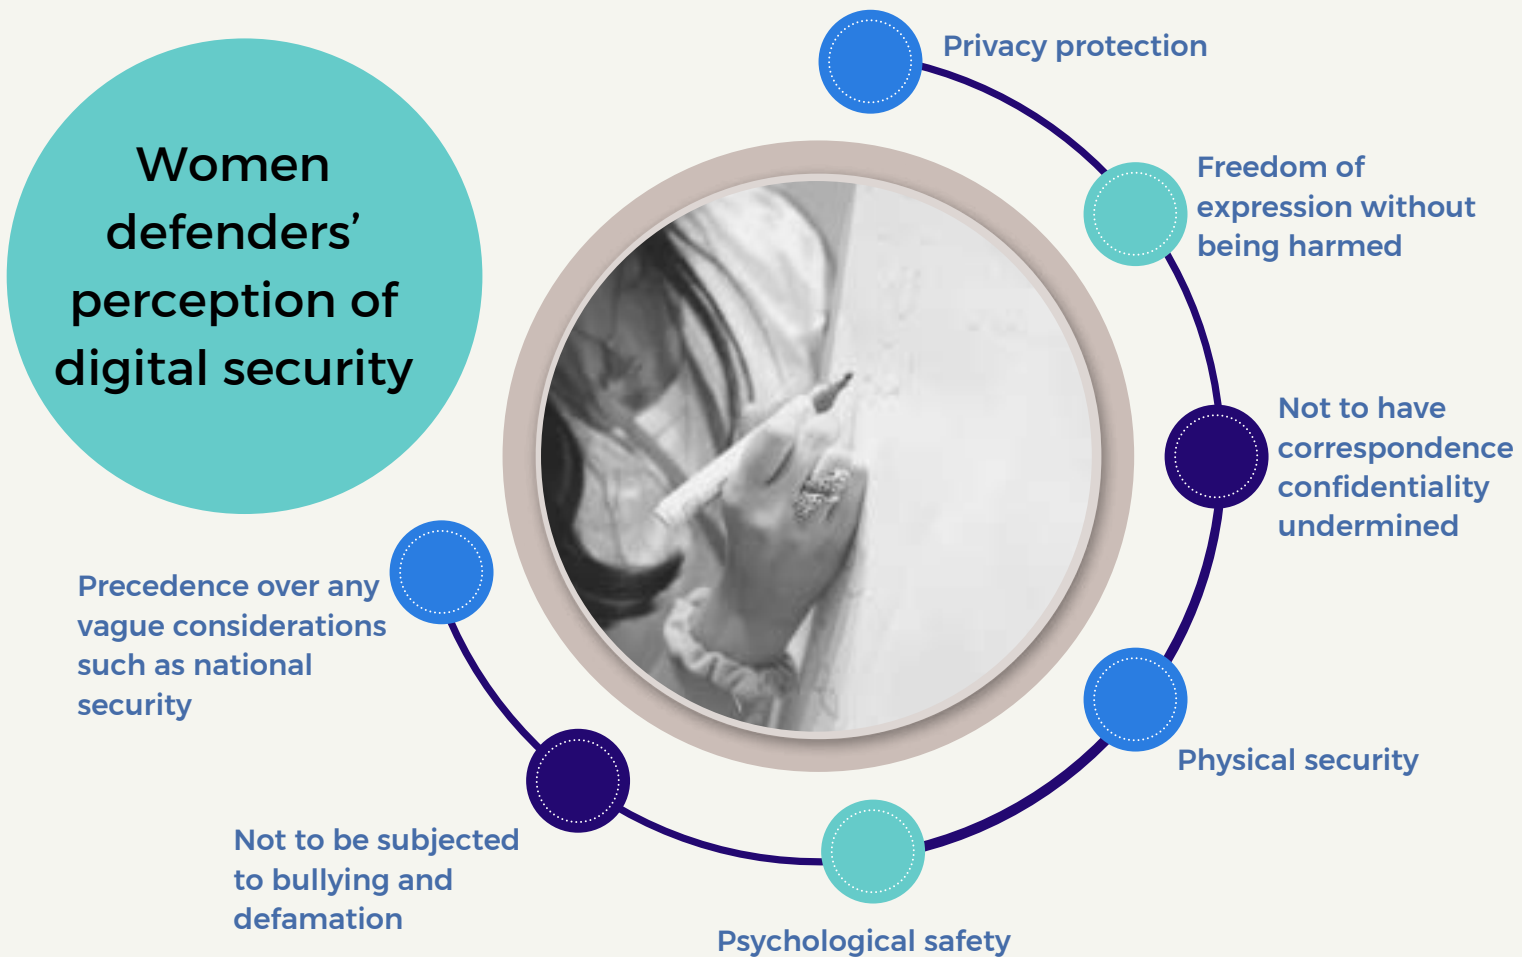 Women
defenders’
perception of
digital security
Privacy protection
Freedom of
expression without
being harmed
Not to have
correspondence
confidentiality
undermined
Physical security
Psychological safety
Not to be subjected
to bullying and
defamation
Precedence over any
vague considerations
such as national
security